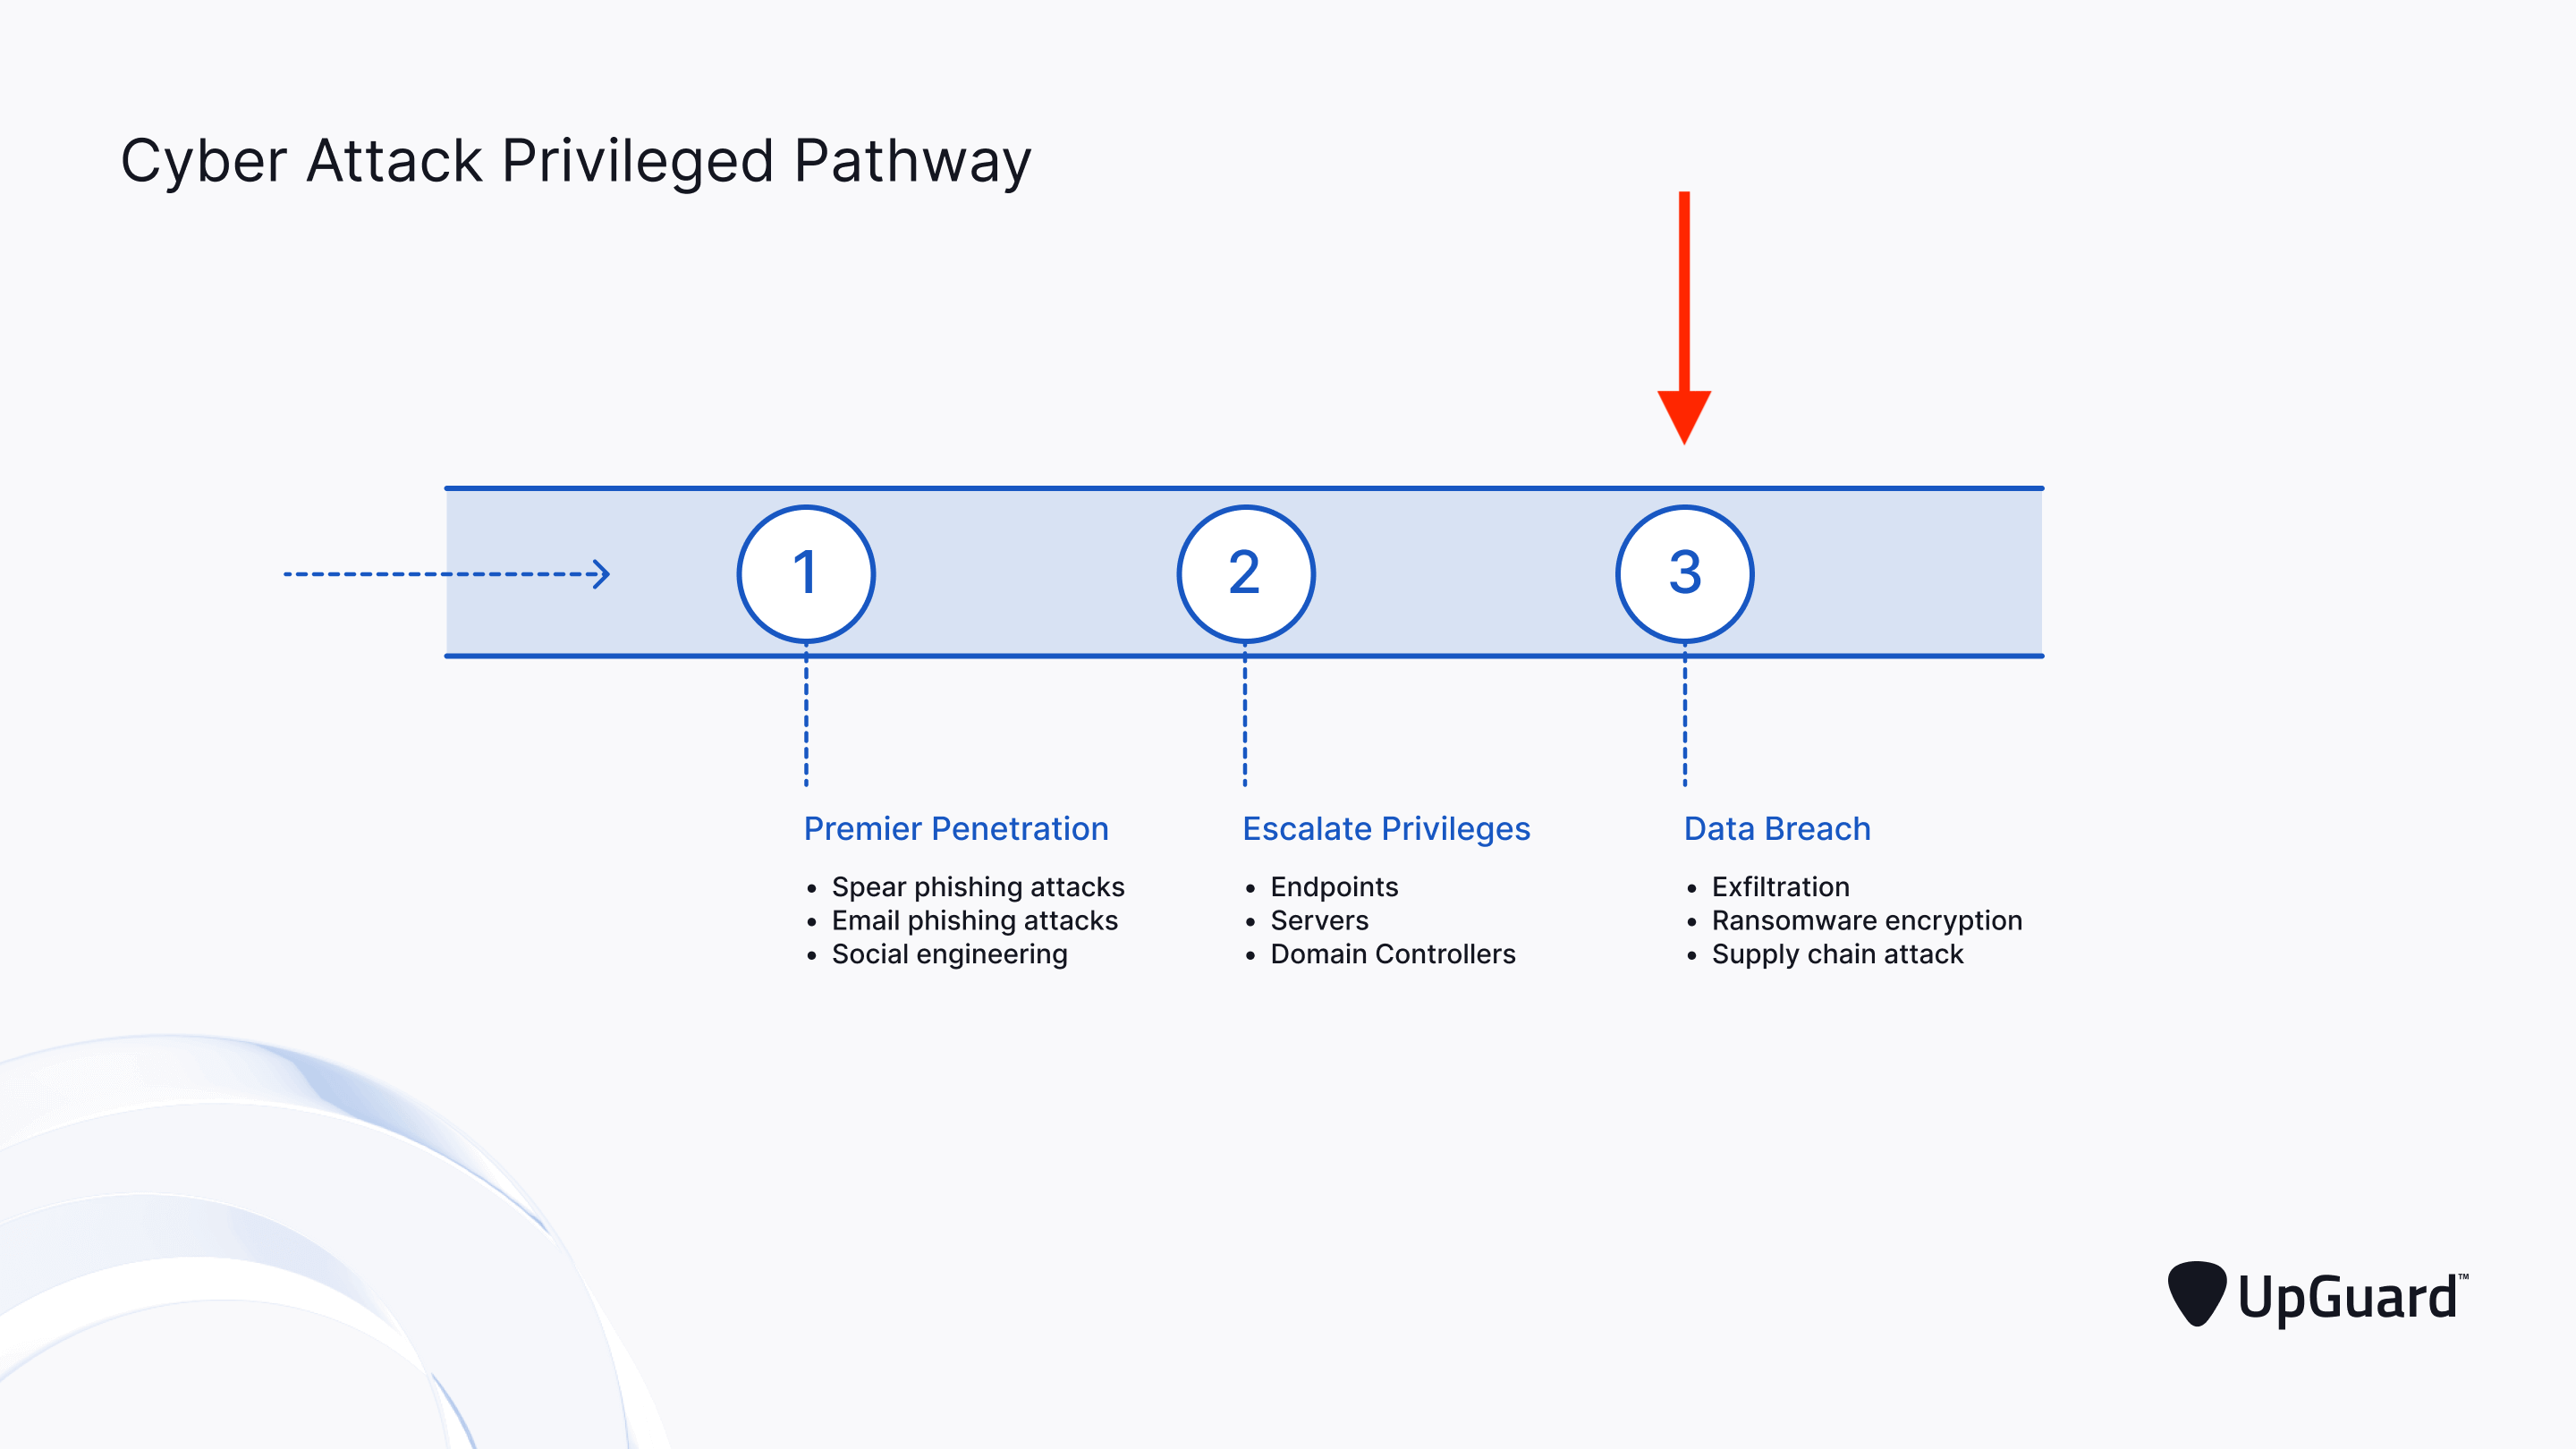 Cyber Attack Privileged Pathway
1
2
3
Premier Penetration
• Spear phishing attacks
• Email phishing attacks
• Social engineering
Escalate Privileges
• Endpoints
• Servers
• Domain Controllers
Data Breach
• Exfiltration
• Ransomware encryption
• Supply chain attack
UpGuard™